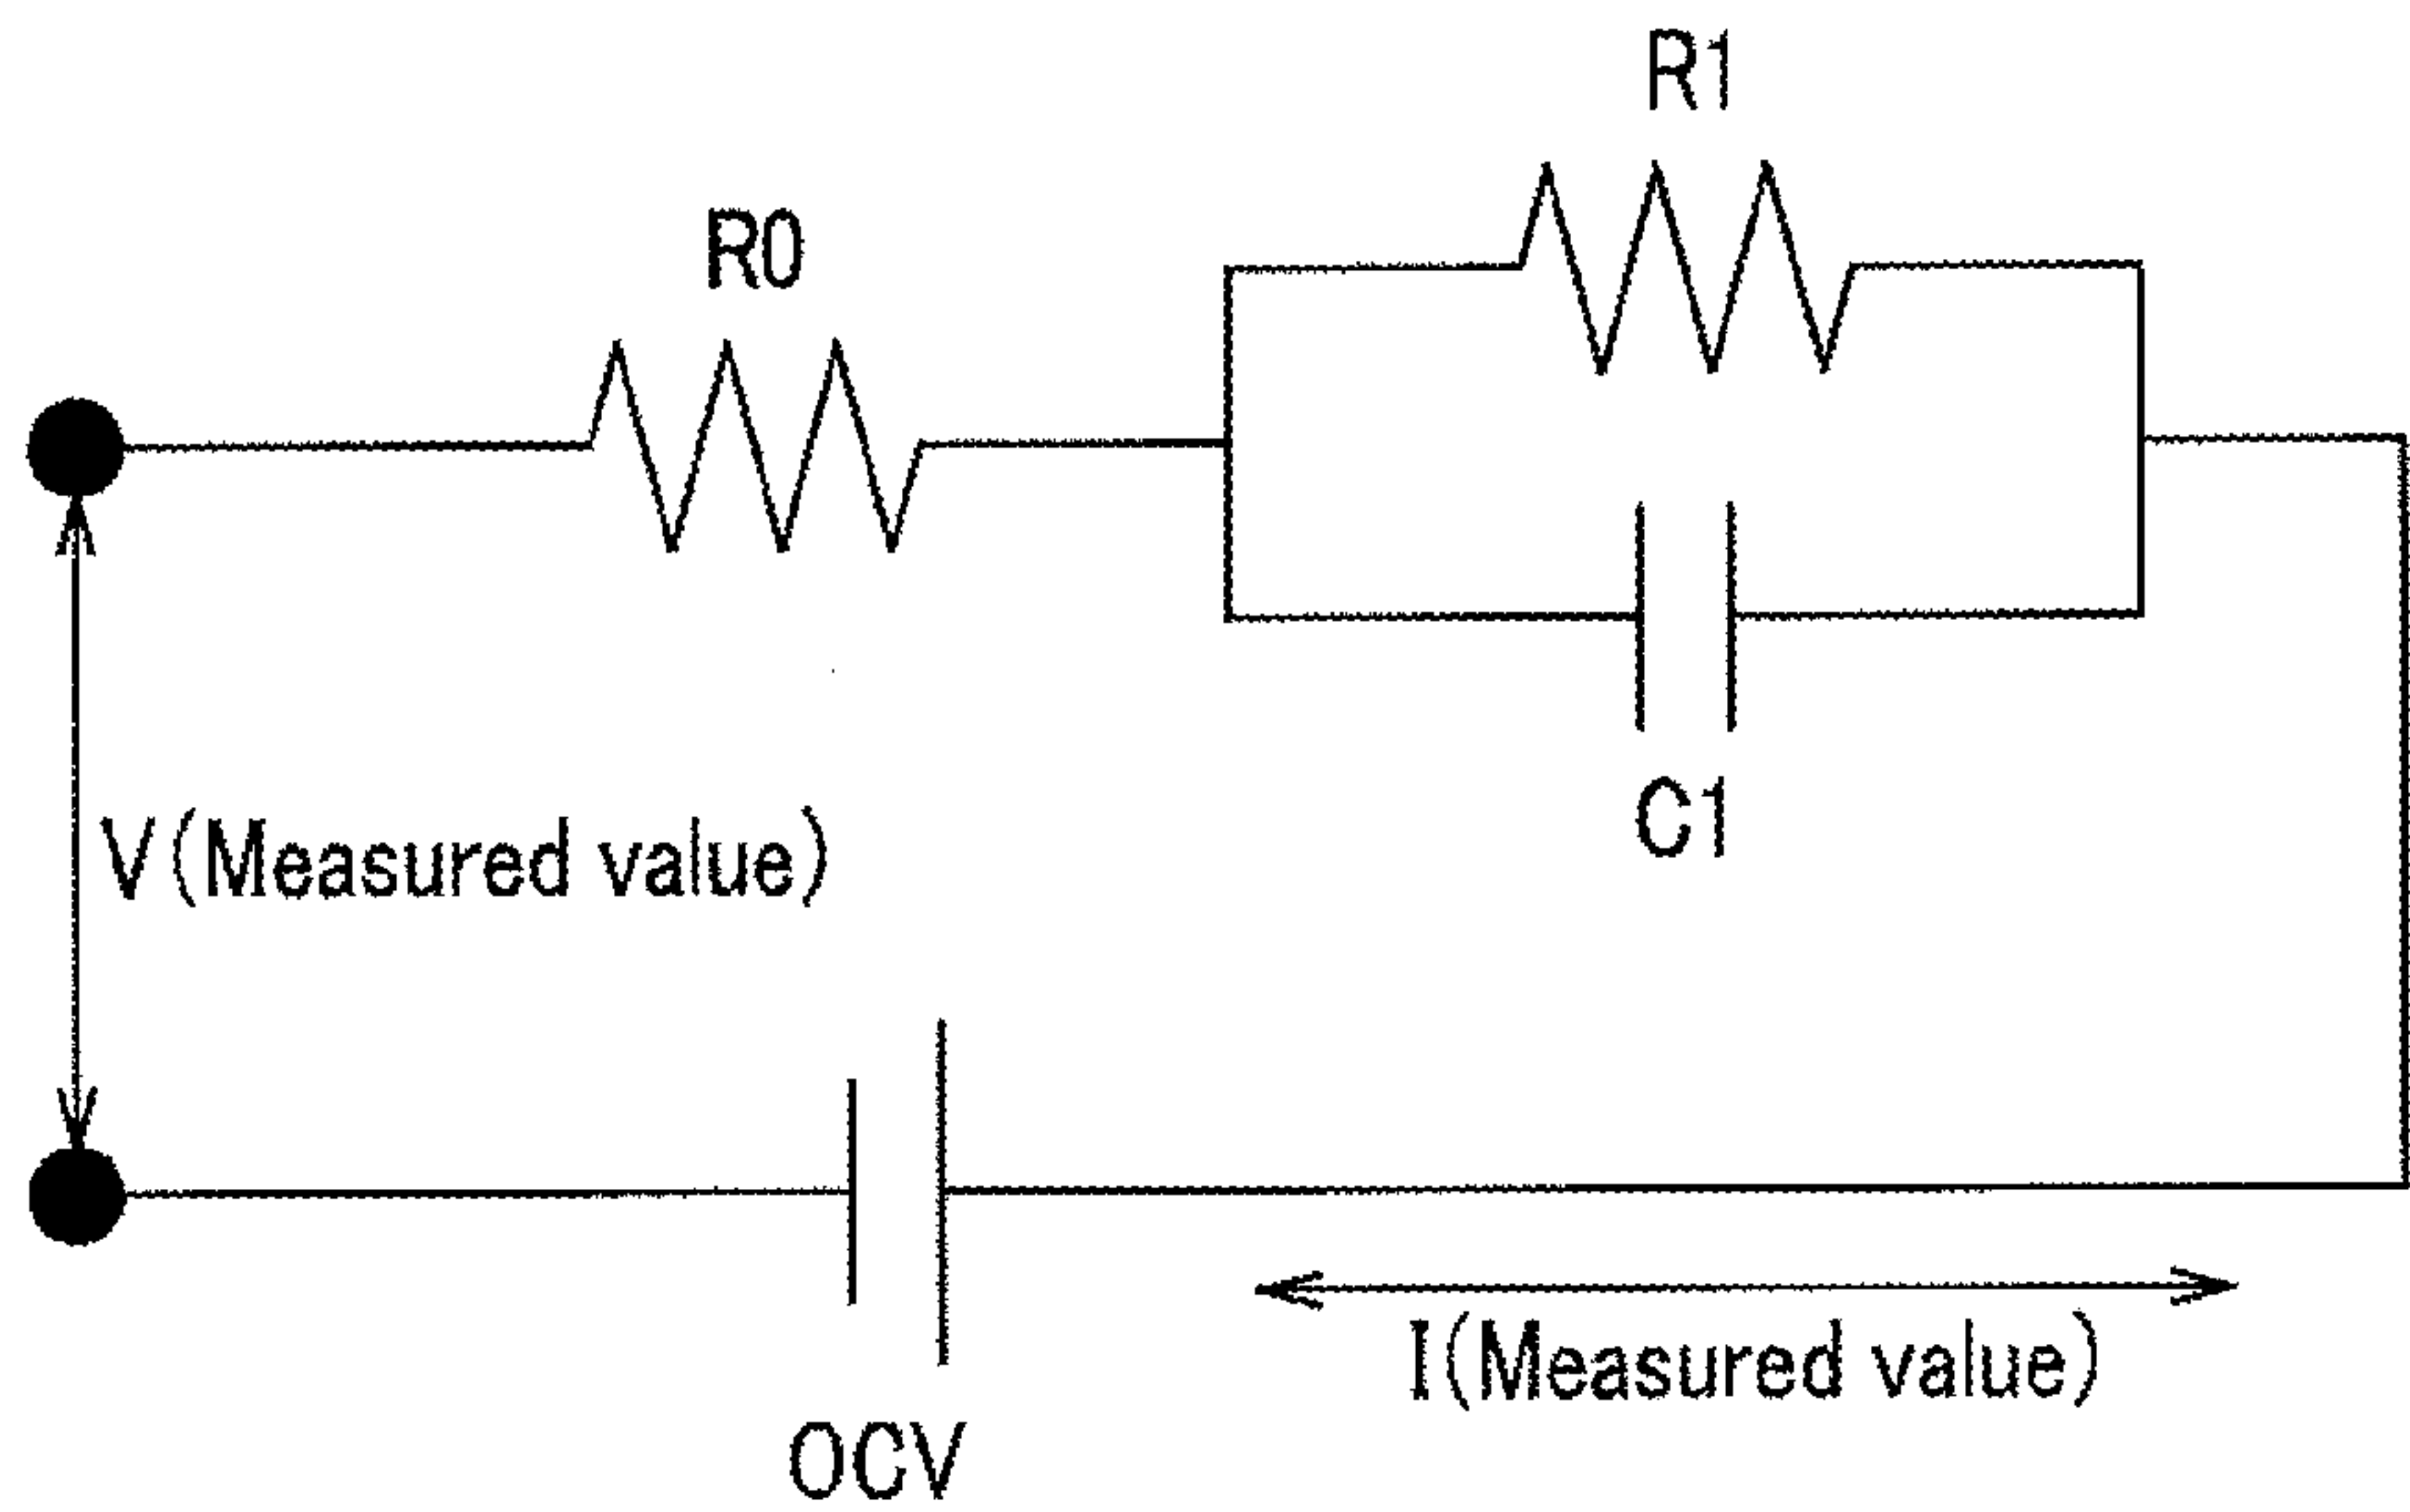 R1
R0
C1
V(Measured value)
I(Measured value)
OCV